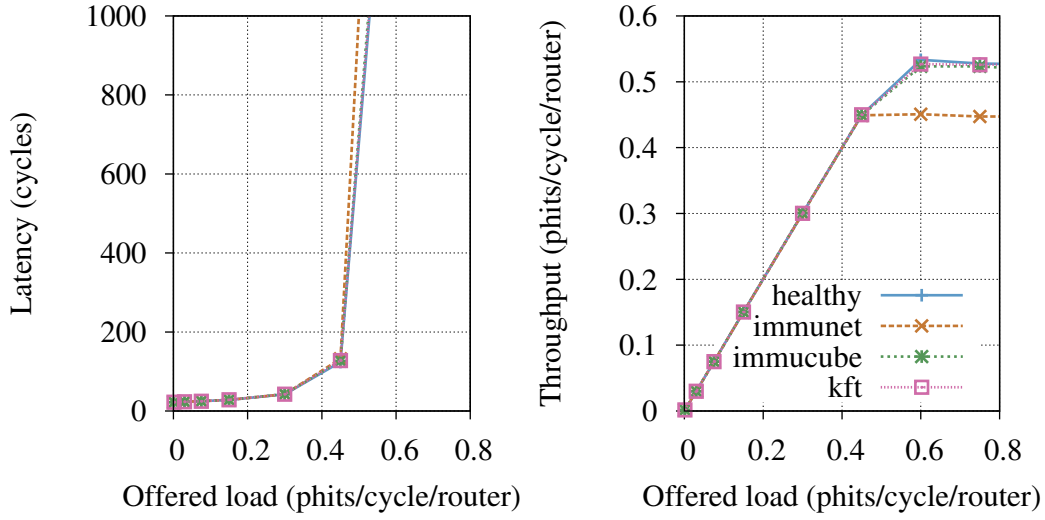 1000
800
600
400
200
0
0
0.2
0.4
0.6
0.8
Latency (cycles)
Offered load (phits/cycle/router)
0.6
0.5
0.4
0.3
0.2
0.1
0
0
0.2
0.4
0.6
0.8
Throughput (phits/cycle/router)
healthy
immunet
immucube
kft
Offered load (phits/cycle/router)